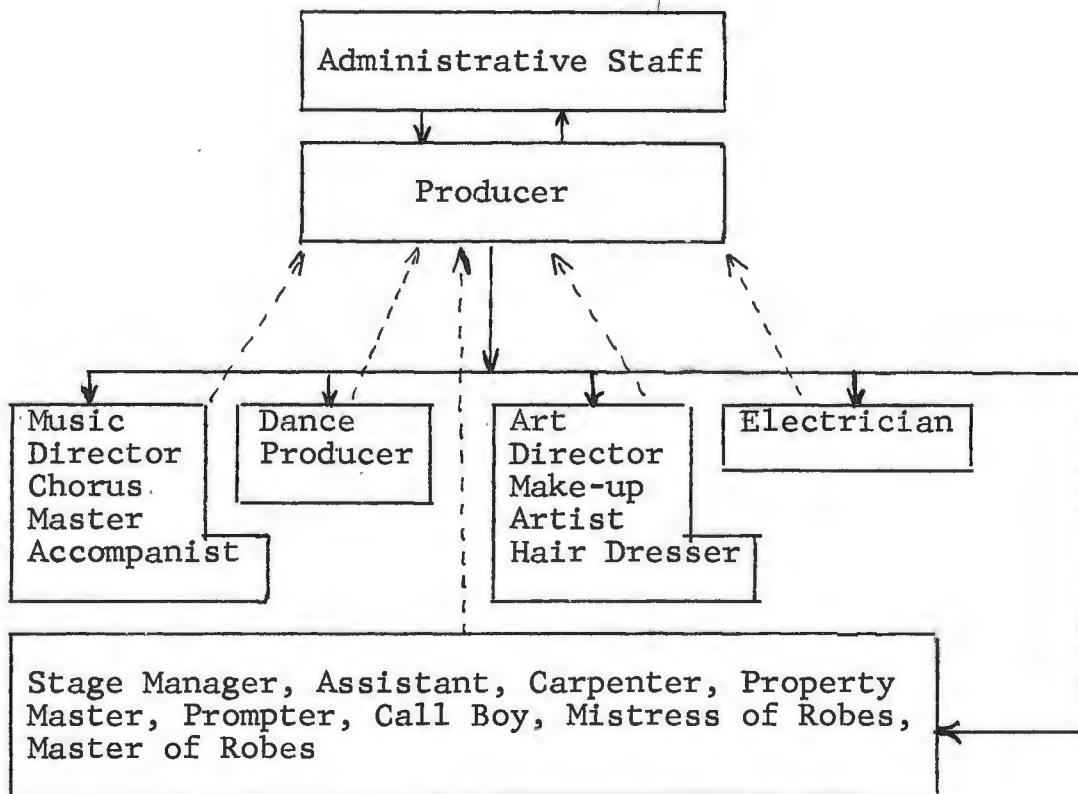 Administrative Staff
Producer
Music
Director
Chorus
Master
Accompanist
Dance
Producer
Art
Director
Make-up
Artist
Hair Dresser
Electrician
Stage Manager, Assistant, Carpenter, Property
Master, Prompter, Call Boy, Mistress of Robes,
Master of Robes